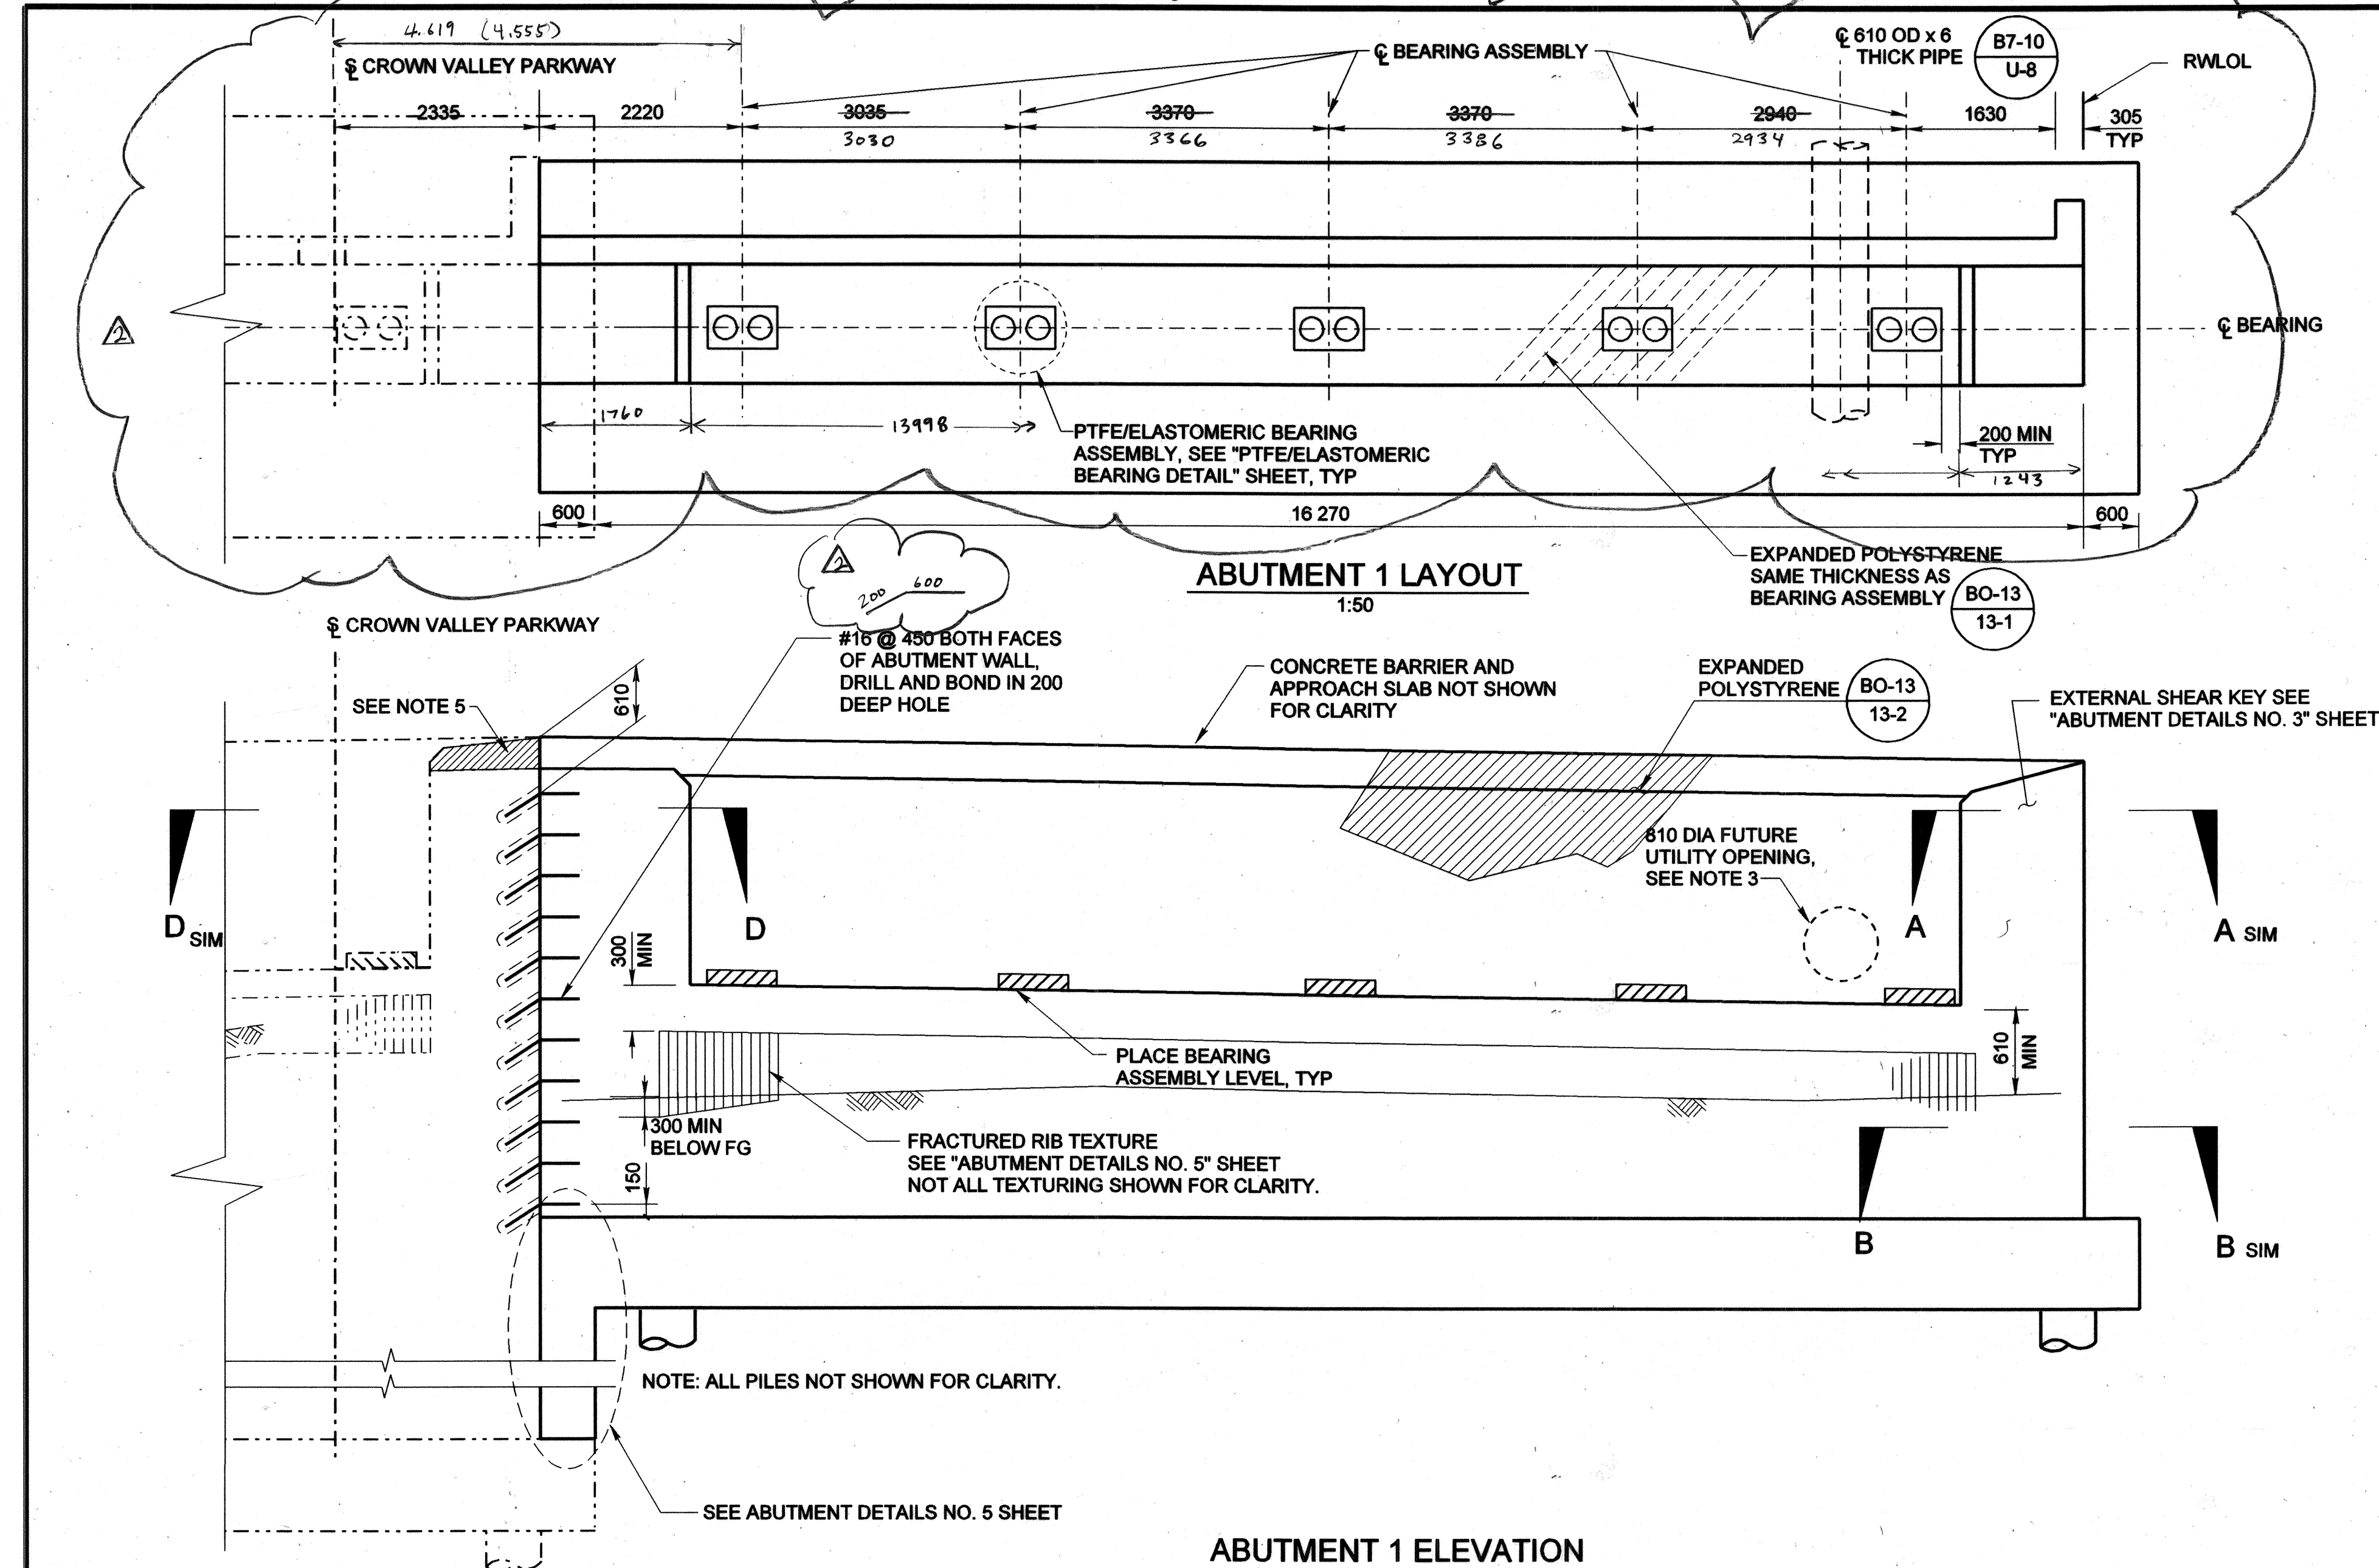 4.619 (4.555)
℄ CROWN VALLEY PARKWAY
℄ BEARING ASSEMBLY
℄ 610 OD x 6
THICK PIPE
B7-10
U-8
RWLOL
2335
2220
3035
3370
3370
2940
1630
305
TYP
3030
3366
3386
2934
2
℄ BEARING
1760
13998
PTFE/ELASTOMERIC BEARING
ASSEMBLY, SEE "PTFE/ELASTOMERIC
BEARING DETAIL" SHEET, TYP
200 MIN
TYP
1243
600
16 270
600
2
200
600
ABUTMENT 1 LAYOUT
1:50
EXPANDED POLYSTYRENE
SAME THICKNESS AS
BEARING ASSEMBLY
BO-13
13-1
℄ CROWN VALLEY PARKWAY
#16 @ 450 BOTH FACES
OF ABUTMENT WALL,
DRILL AND BOND IN 200
DEEP HOLE
SEE NOTE 5
610
CONCRETE BARRIER AND
APPROACH SLAB NOT SHOWN
FOR CLARITY
EXPANDED
POLYSTYRENE
BO-13
13-2
EXTERNAL SHEAR KEY SEE
"ABUTMENT DETAILS NO. 3" SHEET
810 DIA FUTURE
UTILITY OPENING,
SEE NOTE 3
D SIM
D
A
A SIM
300
MIN
PLACE BEARING
ASSEMBLY LEVEL, TYP
610
MIN
300 MIN
BELOW FG
150
FRACTURED RIB TEXTURE
SEE "ABUTMENT DETAILS NO. 5" SHEET
NOT ALL TEXTURING SHOWN FOR CLARITY.
B
B SIM
NOTE: ALL PILES NOT SHOWN FOR CLARITY.
SEE ABUTMENT DETAILS NO. 5 SHEET
ABUTMENT 1 ELEVATION